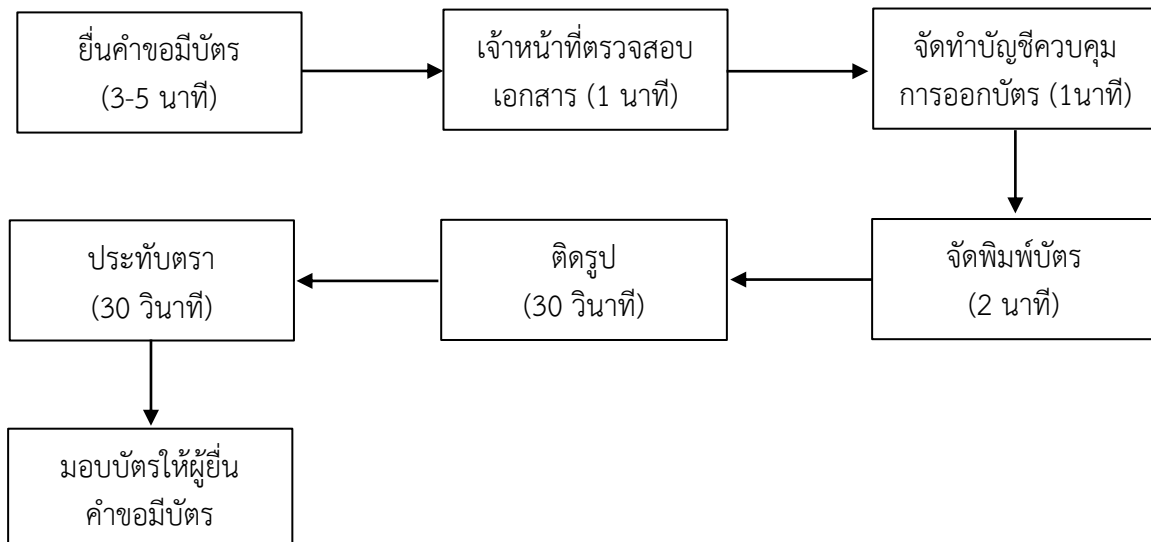 ยื่นคำขอมีบัตร
(3-5 นาที)
เจ้าหน้าที่ตรวจสอบ
เอกสาร (1 นาที)
จัดทำบัญชีควบคุม
การออกบัตร (1นาที)
จัดพิมพ์บัตร
(2 นาที)
ติดรูป
(30 วินาที)
ประทับตรา
(30 วินาที)
มอบบัตรให้ผู้ยื่น
คำขอมีบัตร